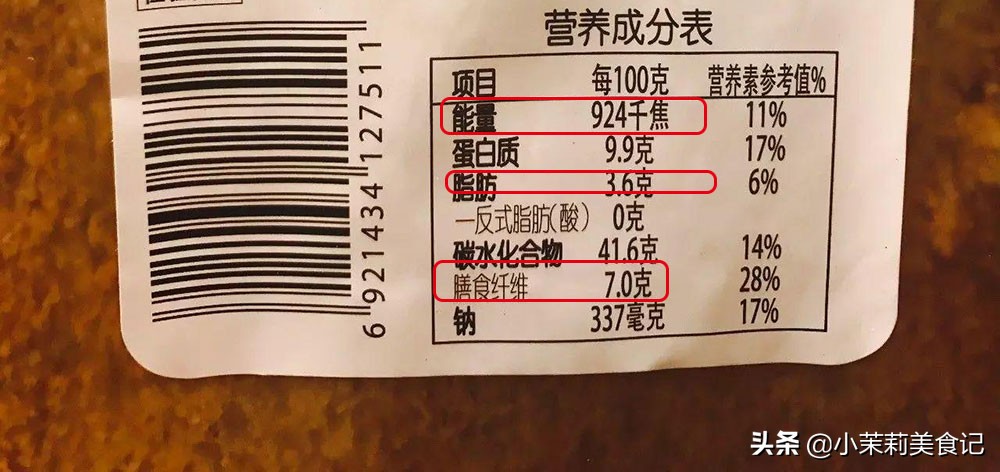 营养成分表
项目 每100克 营养素参考值%
能量 924千焦 11%
蛋白质 9.9克 17%
脂肪 3.6克 6%
—反式脂肪(酸) 0克
碳水化合物 41.6克 14%
膳食纤维 7.0克 28%
钠 337毫克 17%
6921434127511
头条 @小茉莉美食记